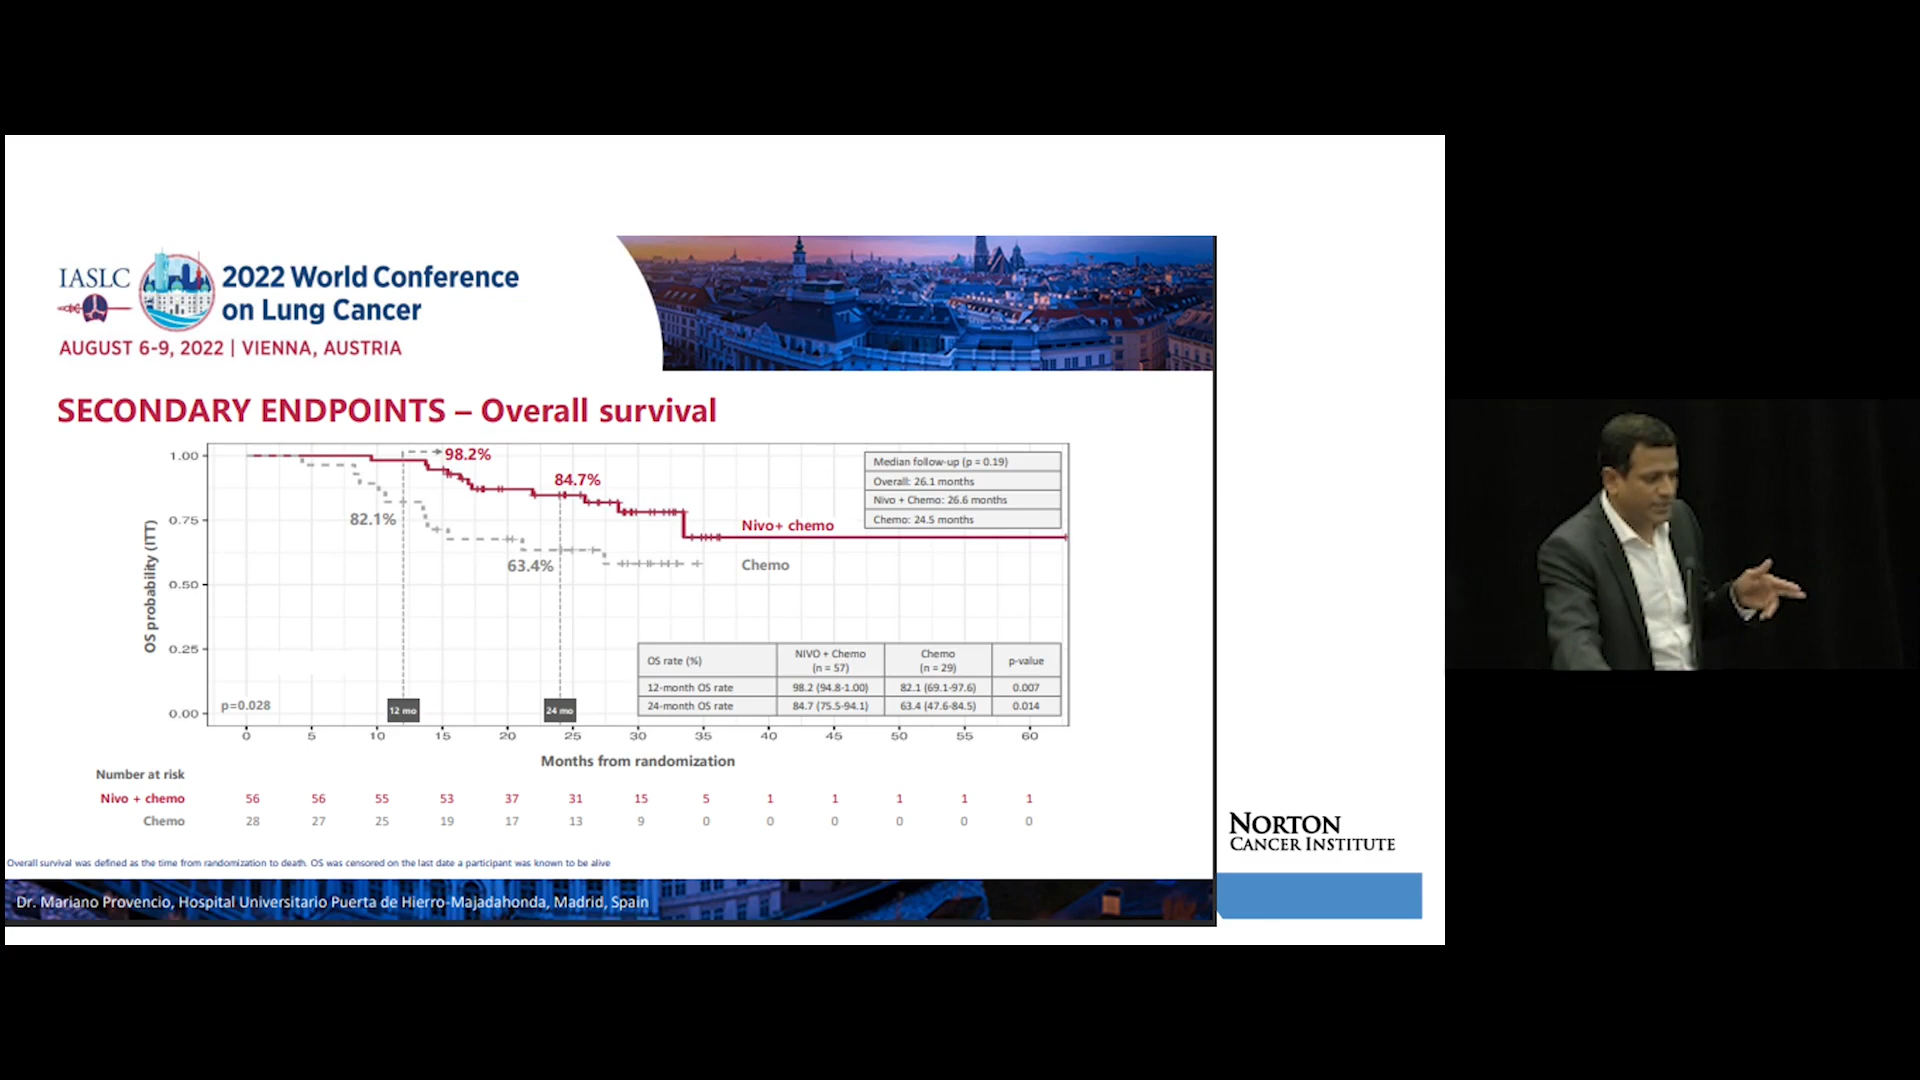 IASLC
2022 World Conference
on Lung Cancer
AUGUST 6-9, 2022 | VIENNA, AUSTRIA
SECONDARY ENDPOINTS – Overall survival
OS probability (ITT)
1.00
0.75
0.50
0.25
0.00
98.2%
84.7%
82.1%
63.4%
Nivo+ chemo
Chemo
Median follow-up (p = 0.19)
Overall: 26.1 months
Nivo + Chemo: 26.6 months
Chemo: 24.5 months
OS rate (%) NIVO + Chemo (n = 57) Chemo (n = 29) p-value
12-month OS rate 98.2 (94.8-1.00) 82.1 (69.1-97.6) 0.007
24-month OS rate 84.7 (75.5-94.1) 63.4 (47.6-84.5) 0.014
p=0.028
12 mo
24 mo
0 5 10 15 20 25 30 35 40 45 50 55 60
Months from randomization
Number at risk
Nivo + chemo 56 56 55 53 37 31 15 5 1 1 1 1 1
Chemo 28 27 25 19 17 13 9 0 0 0 0 0 0
Overall survival was defined as the time from randomization to death. OS was censored on the last date a participant was known to be alive
Dr. Mariano Provencio, Hospital Universitario Puerta de Hierro-Majadahonda, Madrid, Spain
NORTON
CANCER INSTITUTE